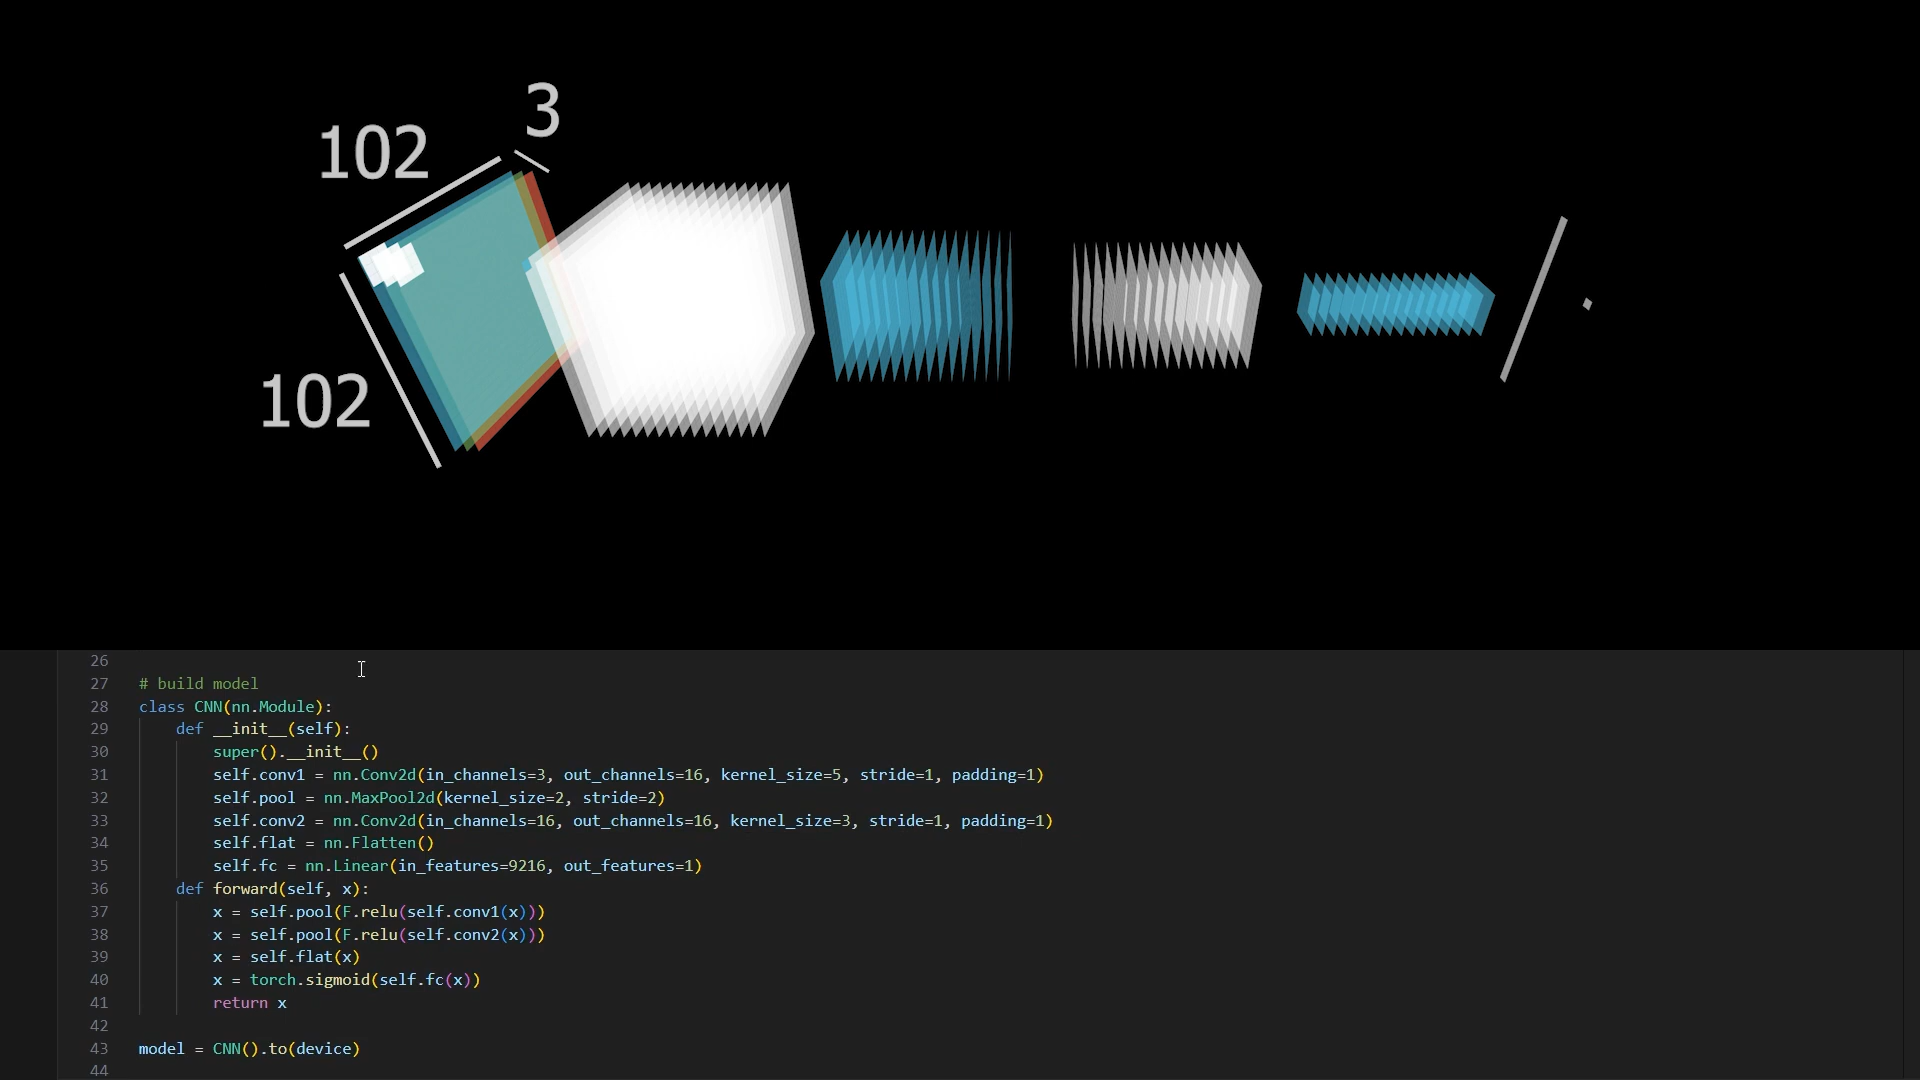 3
102
102
26
27 # build model
28 class CNN(nn.Module):
29     def __init__(self):
30         super().__init__()
31         self.conv1 = nn.Conv2d(in_channels=3, out_channels=16, kernel_size=5, stride=1, padding=1)
32         self.pool = nn.MaxPool2d(kernel_size=2, stride=2)
33         self.conv2 = nn.Conv2d(in_channels=16, out_channels=16, kernel_size=3, stride=1, padding=1)
34         self.flat = nn.Flatten()
35         self.fc = nn.Linear(in_features=9216, out_features=1)
36     def forward(self, x):
37         x = self.pool(F.relu(self.conv1(x)))
38         x = self.pool(F.relu(self.conv2(x)))
39         x = self.flat(x)
40         x = torch.sigmoid(self.fc(x))
41         return x
42
43 model = CNN().to(device)
44